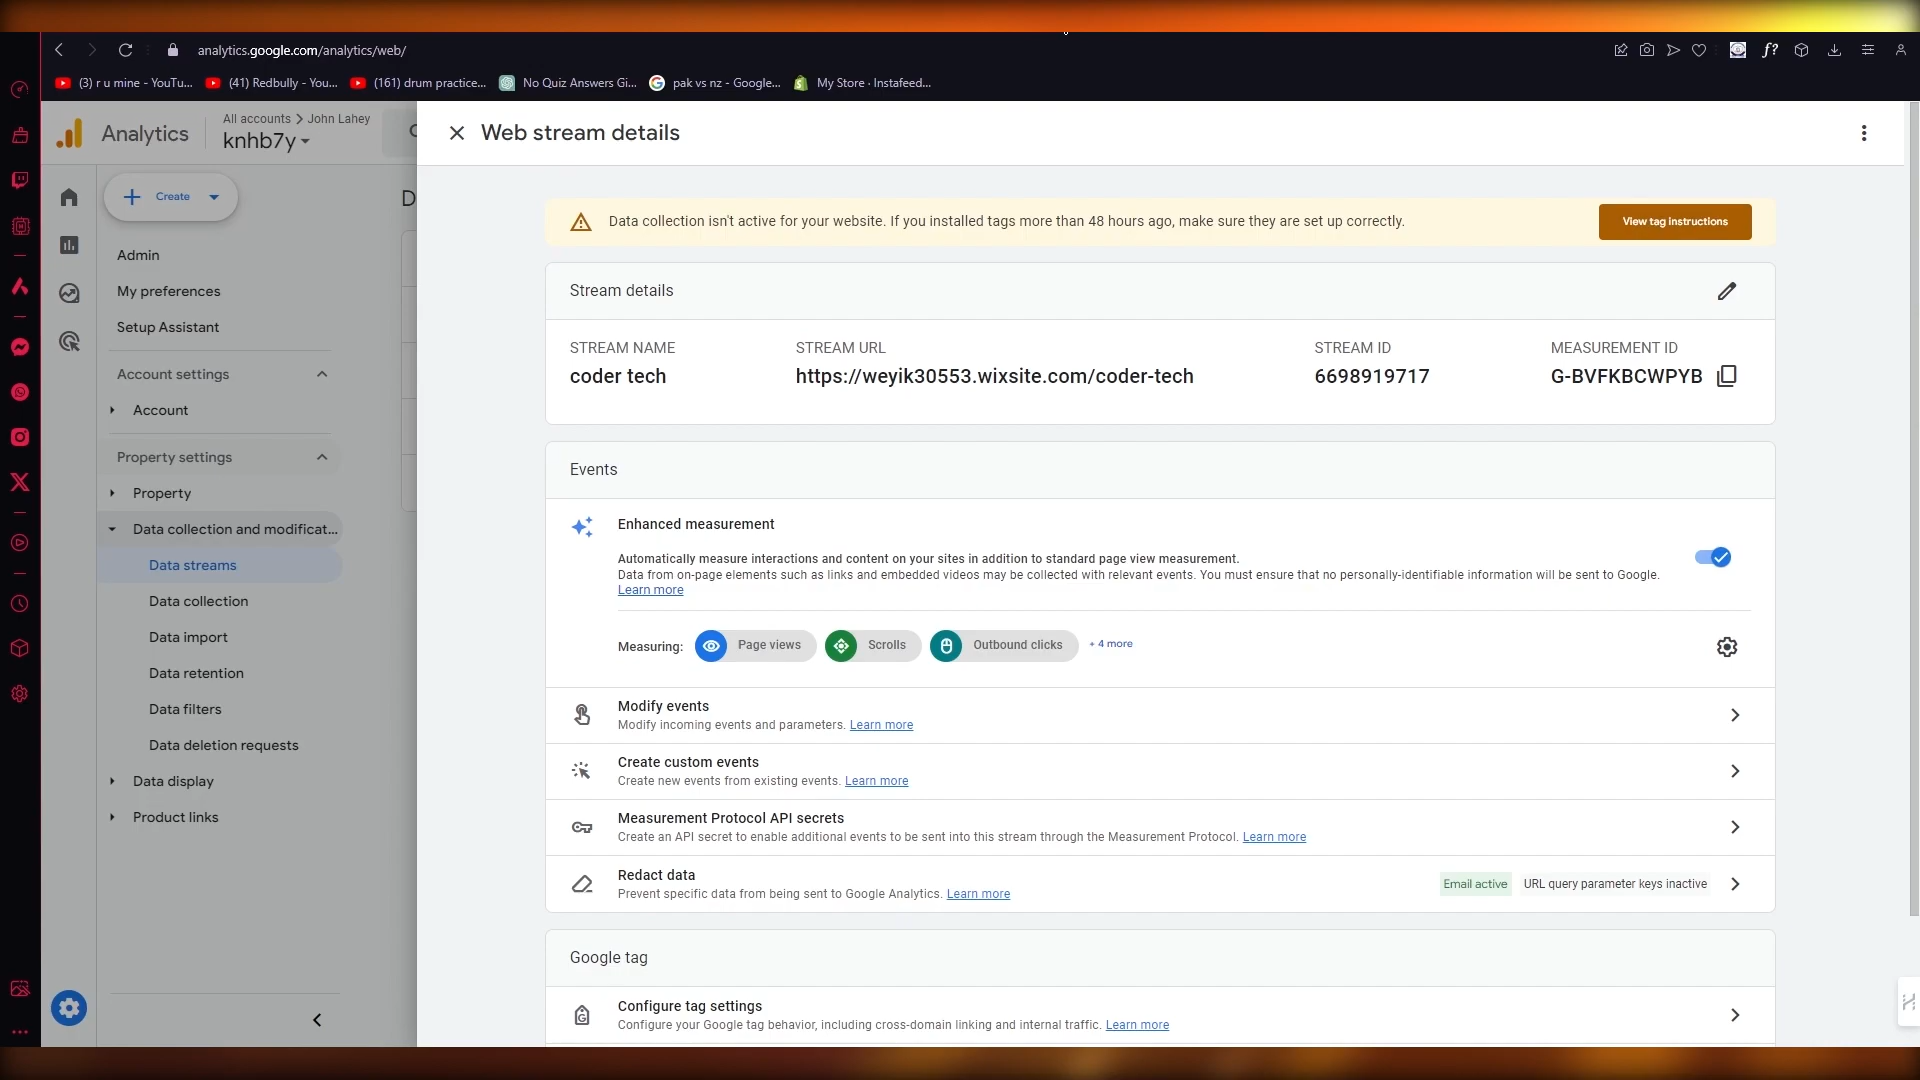 analytics.google.com/analytics/web/
(3) r u mine - YouTu...
(41) Redbully - You...
(161) drum practice...
No Quiz Answers Gi...
pak vs nz - Google...
My Store · Instafeed...
Analytics
All accounts > John Lahey
knhb7y
Web stream details
Create
Admin
My preferences
Setup Assistant
Account settings
Account
Property settings
Property
Data collection and modificat...
Data streams
Data collection
Data import
Data retention
Data filters
Data deletion requests
Data display
Product links
Data collection isn't active for your website. If you installed tags more than 48 hours ago, make sure they are set up correctly.
View tag instructions
Stream details
STREAM NAME
coder tech
STREAM URL
https://weyik30553.wixsite.com/coder-tech
STREAM ID
6698919717
MEASUREMENT ID
G-BVFKBCWPYB
Events
Enhanced measurement
Automatically measure interactions and content on your sites in addition to standard page view measurement.
Data from on-page elements such as links and embedded videos may be collected with relevant events. You must ensure that no personally-identifiable information will be sent to Google.
Learn more
Measuring:
Page views
Scrolls
Outbound clicks
+ 4 more
Modify events
Modify incoming events and parameters. Learn more
Create custom events
Create new events from existing events. Learn more
Measurement Protocol API secrets
Create an API secret to enable additional events to be sent into this stream through the Measurement Protocol. Learn more
Redact data
Prevent specific data from being sent to Google Analytics. Learn more
Email active
URL query parameter keys inactive
Google tag
Configure tag settings
Configure your Google tag behavior, including cross-domain linking and internal traffic. Learn more